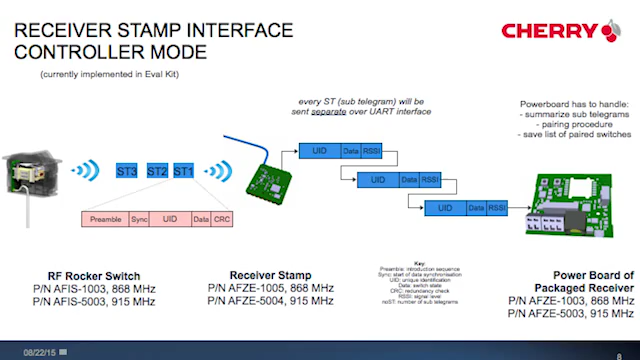 RECEIVER STAMP INTERFACE
CONTROLLER MODE
(currently implemented in Eval Kit)
CHERRY
every ST (sub telegram) will be
sent separate over UART interface
Powerboard has to handle:
- summarize sub telegrams
- pairing procedure
- save list of paired switches
ST3 ST2 ST1
UID Data RSSI
UID Data RSSI
UID Data RSSI
Preamble Sync UID Data CRC
RF Rocker Switch
P/N AFIS-1003, 868 MHz
P/N AFIS-5003, 915 MHz
Receiver Stamp
P/N AFZE-1005, 868 MHz
P/N AFZE-5004, 915 MHz
Key:
Preamble: introduction sequence
Sync: start of data synchronisation
UID: unique identification
Data: switch state
CRC: redundancy check
RSSI: signal level
noST: number of sub telegrams
Power Board of
Packaged Receiver
P/N AFZE-1003, 868 MHz
P/N AFZE-5003, 915 MHz
08/22/15
8